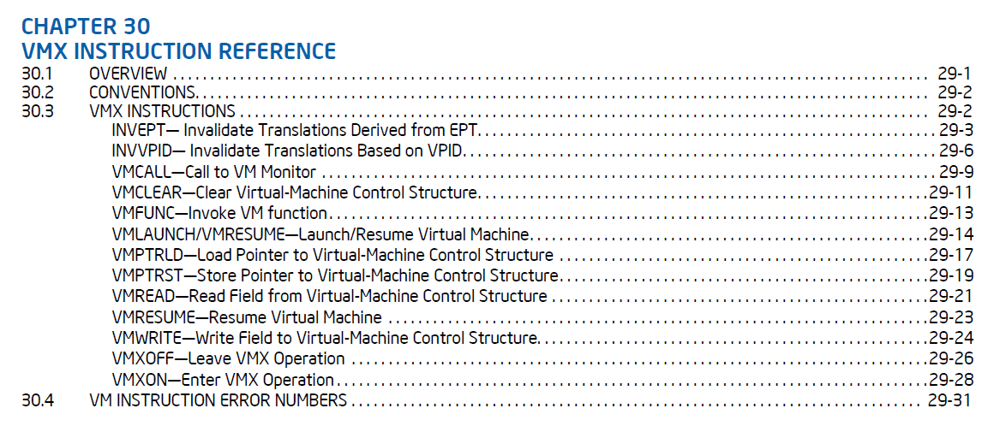 CHAPTER 30
VMX INSTRUCTION REFERENCE
30.1 OVERVIEW . . . . . . . . . . . . . . . . . . . . 29-1
30.2 CONVENTIONS. . . . . . . . . . . . . . . . . . . . 29-2
30.3 VMX INSTRUCTIONS . . . . . . . . . . . . . . . . . . . . 29-2
INVEPT— Invalidate Translations Derived from EPT. . . . . . . . . . . . . . . . . . . . 29-3
INVVPID— Invalidate Translations Based on VPID. . . . . . . . . . . . . . . . . . . . 29-6
VMCALL—Call to VM Monitor . . . . . . . . . . . . . . . . . . . . 29-9
VMCLEAR—Clear Virtual-Machine Control Structure. . . . . . . . . . . . . . . . . . . . 29-11
VMFUNC—Invoke VM function. . . . . . . . . . . . . . . . . . . . 29-13
VMLAUNCH/VMRESUME—Launch/Resume Virtual Machine. . . . . . . . . . . . . . . . . . . . 29-14
VMPTRLD—Load Pointer to Virtual-Machine Control Structure . . . . . . . . . . . . . . . . . . . . 29-17
VMPTRST—Store Pointer to Virtual-Machine Control Structure. . . . . . . . . . . . . . . . . . . . 29-19
VMREAD—Read Field from Virtual-Machine Control Structure . . . . . . . . . . . . . . . . . . . . 29-21
VMRESUME—Resume Virtual Machine . . . . . . . . . . . . . . . . . . . . 29-23
VMWRITE—Write Field to Virtual-Machine Control Structure. . . . . . . . . . . . . . . . . . . . 29-24
VMXOFF—Leave VMX Operation . . . . . . . . . . . . . . . . . . . . 29-26
VMXON—Enter VMX Operation . . . . . . . . . . . . . . . . . . . . 29-28
30.4 VM INSTRUCTION ERROR NUMBERS . . . . . . . . . . . . . . . . . . . . 29-31